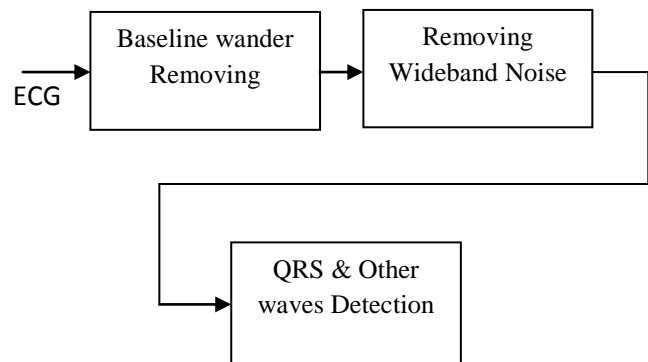 Baseline wander
Removing
Removing
Wideband Noise
ECG
QRS & Other
waves Detection